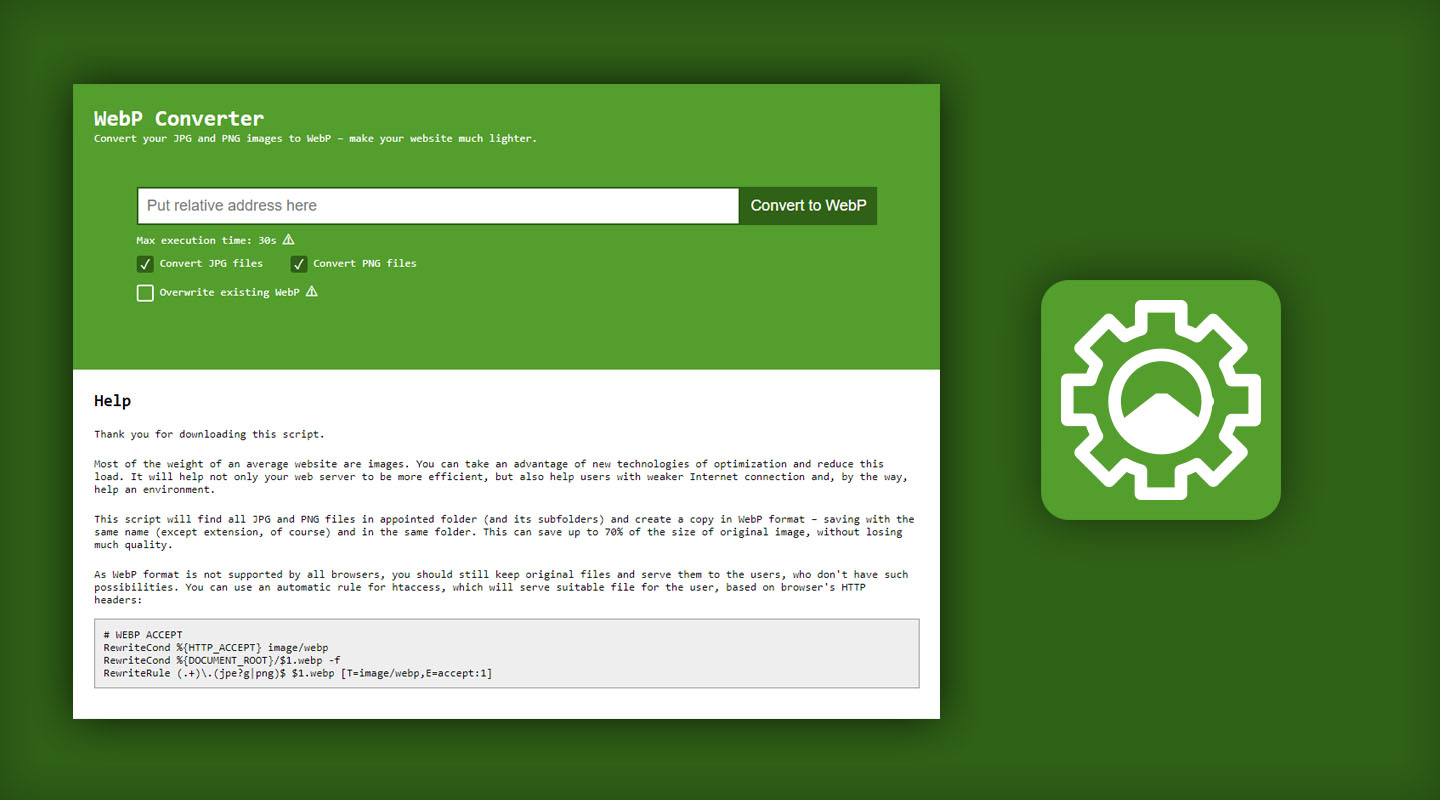 WebP Converter
Convert your JPG and PNG images to WebP – make your website much lighter.
Put relative address here
Convert to WebP
Max execution time: 30s ⚠
Convert JPG files
Convert PNG files
Overwrite existing WebP ⚠
Help
Thank you for downloading this script.
Most of the weight of an average website are images. You can take an advantage of new technologies of optimization and reduce this
load. It will help not only your web server to be more efficient, but also help users with weaker Internet connection and, by the way,
help an environment.
This script will find all JPG and PNG files in appointed folder (and its subfolders) and create a copy in WebP format – saving with the
same name (except extension, of course) and in the same folder. This can save up to 70% of the size of original image, without losing
much quality.
As WebP format is not supported by all browsers, you should still keep original files and serve them to the users, who don't have such
possibilities. You can use an automatic rule for htaccess, which will serve suitable file for the user, based on browser's HTTP
headers:
# WEBP ACCEPT
RewriteCond %{HTTP_ACCEPT} image/webp
RewriteCond %{DOCUMENT_ROOT}/$1.webp -f
RewriteRule (.+)\.(jpe?g|png)$ $1.webp [T=image/webp,E=accept:1]